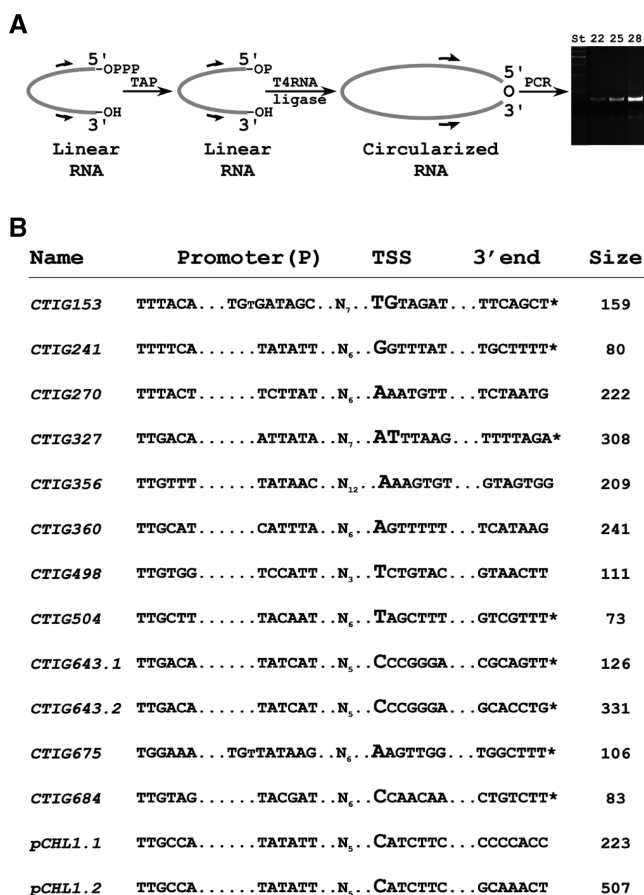 A
5' 5' 5' St 22 25 28
OPPP TAP OP T4RNA O PCR
OH OH ligase
3' 3' 3'
Linear RNA Linear RNA Circularized RNA
B
Name Promoter(P) TSS 3'end Size
CTIG153 TTTACA...TGTGATAGC..N7 TGTAGAT...TTCAGCT* 159
CTIG241 TTTTCA......TATATT..N6 GGTTTAT...TGCTTTT* 80
CTIG270 TTTACT......TCTTAT..N6 AAATGTT...TCTAATG 222
CTIG327 TTGACA......ATTATA..N7 ATTTAAG...TTTTAGA* 308
CTIG356 TTGTTT......TATAAC..N12..AAAGTGT...GTAGTGG 209
CTIG360 TTGCAT......CATTTA..N6 AGTTTTT...TCATAAG 241
CTIG498 TTGTGG......TCCATT..N3 TCTGTAC...GTAACTT 111
CTIG504 TTGCTT......TACAAT..N6 TAGCTTT...GTCGTTT* 73
CTIG643.1 TTGACA......TATCAT..N5 CCCGGGA...CGCAGTT* 126
CTIG643.2 TTGACA......TATCAT..N5 CCCGGGA...GCACCTG* 331
CTIG675 TGGAAA...TGTTATAAG..N6 AAGTTGG...TGGCTTT* 106
CTIG684 TTGTAG......TACGAT..N6 CCAACAA...CTGTCTT* 83
pCHL1.1 TTGCCA......TATATT..N5 CATCTTC...CCCCACC 223
pCHL1.2 TTGCCA......TATATT..N5 CATCTTC...GCAAACT 507